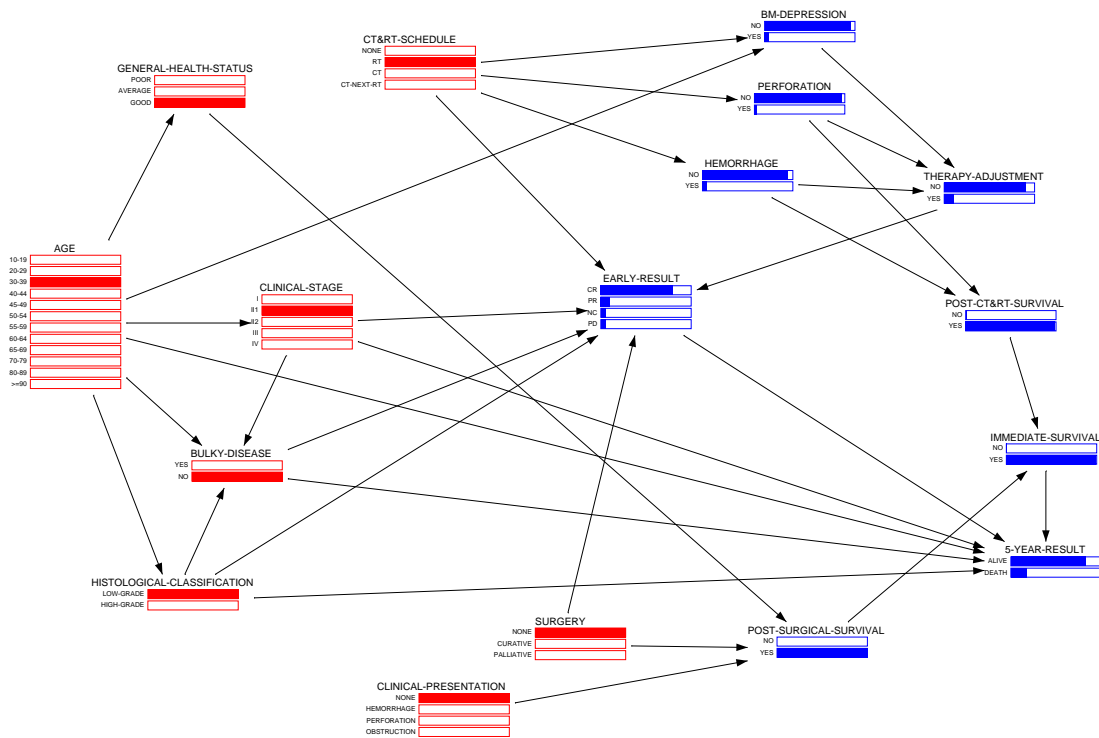 BM-DEPRESSION
NO
YES
CT&RT-SCHEDULE
NONE
RT
CT
CT-NEXT-RT
GENERAL-HEALTH-STATUS
POOR
AVERAGE
GOOD
PERFORATION
NO
YES
HEMORRHAGE
NO
YES
THERAPY-ADJUSTMENT
NO
YES
AGE
10-19
20-29
30-39
40-44
45-49
50-54
55-59
60-64
65-69
70-79
80-89
>=90
CLINICAL-STAGE
I
II1
II2
III
IV
EARLY-RESULT
CR
PR
NC
PD
POST-CT&RT-SURVIVAL
NO
YES
BULKY-DISEASE
YES
NO
IMMEDIATE-SURVIVAL
NO
YES
5-YEAR-RESULT
ALIVE
DEATH
HISTOLOGICAL-CLASSIFICATION
LOW-GRADE
HIGH-GRADE
SURGERY
NONE
CURATIVE
PALLIATIVE
POST-SURGICAL-SURVIVAL
NO
YES
CLINICAL-PRESENTATION
NONE
HEMORRHAGE
PERFORATION
OBSTRUCTION